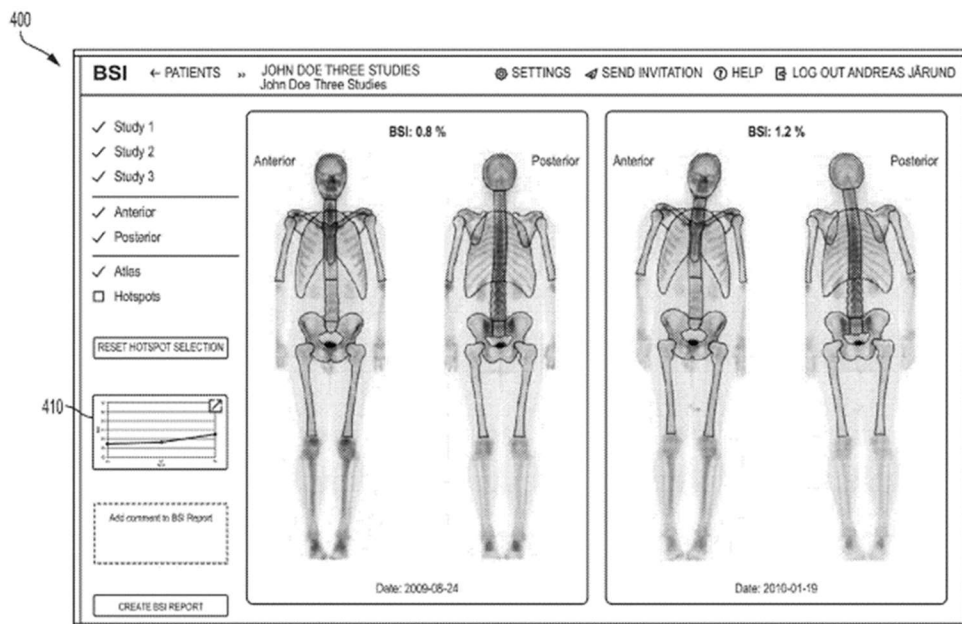 400
BSI ← PATIENTS » JOHN DOE THREE STUDIES
John Doe Three Studies
SETTINGS SEND INVITATION HELP LOG OUT ANDREAS JÄRUND
Study 1
Study 2
Study 3
Anterior
Posterior
Atlas
Hotspots
RESET HOTSPOT SELECTION
410
Add comment to BSI Report
CREATE BSI REPORT
BSI: 0.8 %
Anterior
Posterior
Date: 2009-08-24
BSI: 1.2 %
Anterior
Posterior
Date: 2010-01-19